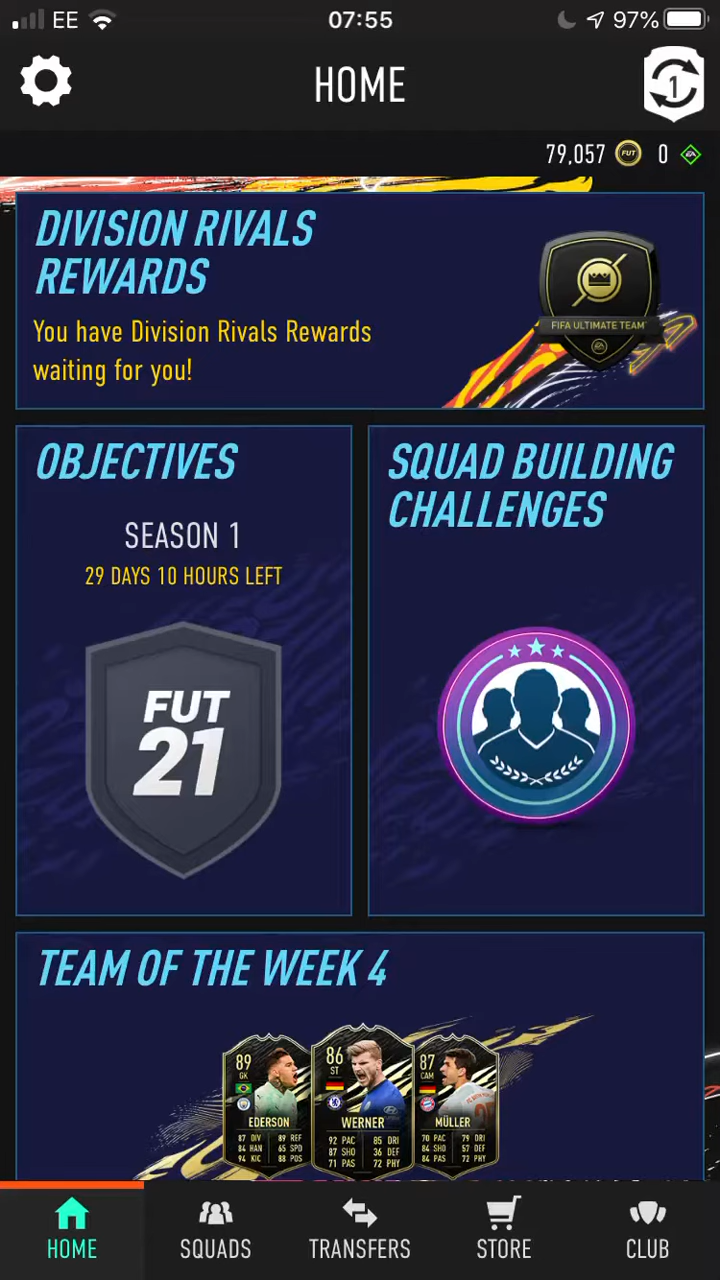 EE
07:55
97%
HOME
1
79,057 FUT 0
DIVISION RIVALS
REWARDS
You have Division Rivals Rewards
waiting for you!
FIFA ULTIMATE TEAM
OBJECTIVES
SEASON 1
29 DAYS 10 HOURS LEFT
FUT
21
SQUAD BUILDING
CHALLENGES
TEAM OF THE WEEK 4
89
GK
EDERSON
87 DIV 89 REF
84 HAN 65 SPD
94 KIC 88 POS
86
ST
WERNER
92 PAC 85 DRI
87 SHO 36 DEF
71 PAS 72 PHY
87
CAM
MÜLLER
70 PAC 79 DRI
84 SHO 57 DEF
84 PAS 72 PHY
HOME
SQUADS
TRANSFERS
STORE
CLUB